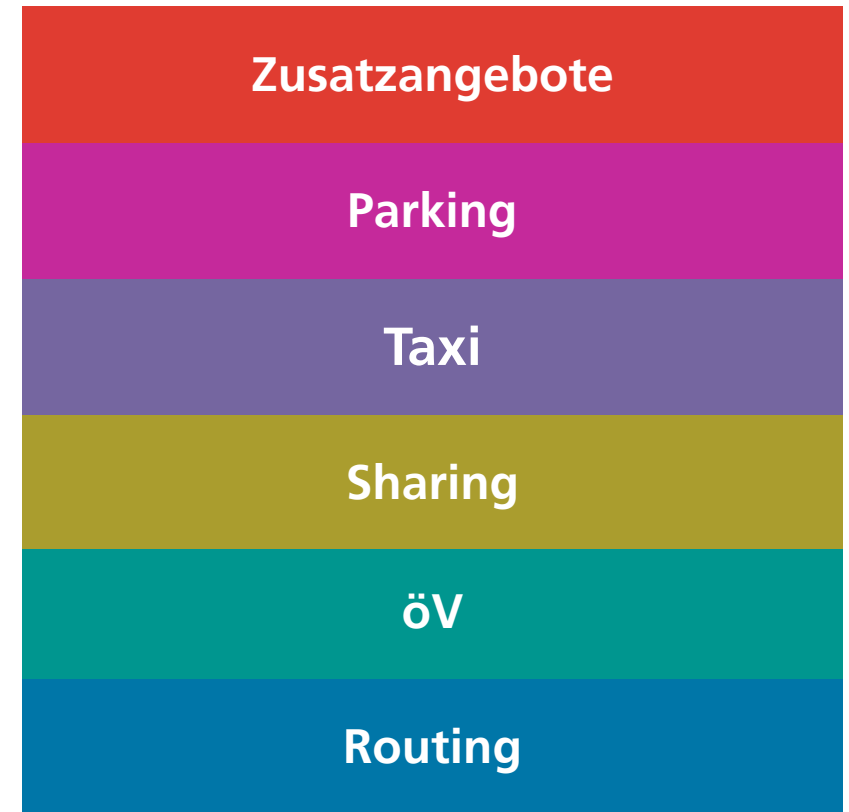 Zusatzangebote
Parking
Taxi
Sharing
öV
Routing